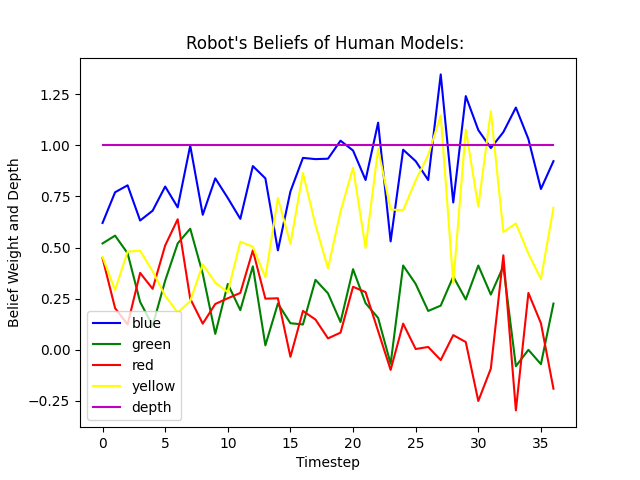 Robot's Beliefs of Human Models:
Belief Weight and Depth
1.25
1.00
0.75
0.50
0.25
0.00
−0.25
blue
green
red
yellow
depth
0 5 10 15 20 25 30 35
Timestep